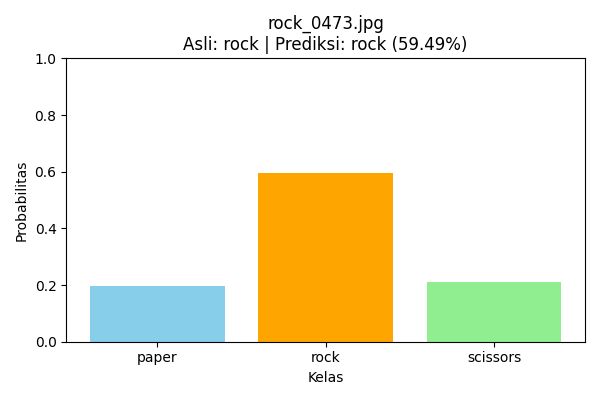 rock_0473.jpg
Asli: rock | Prediksi: rock (59.49%)
1.0
0.8
0.6
0.4
0.2
0.0
Probabilitas
paper
rock
scissors
Kelas